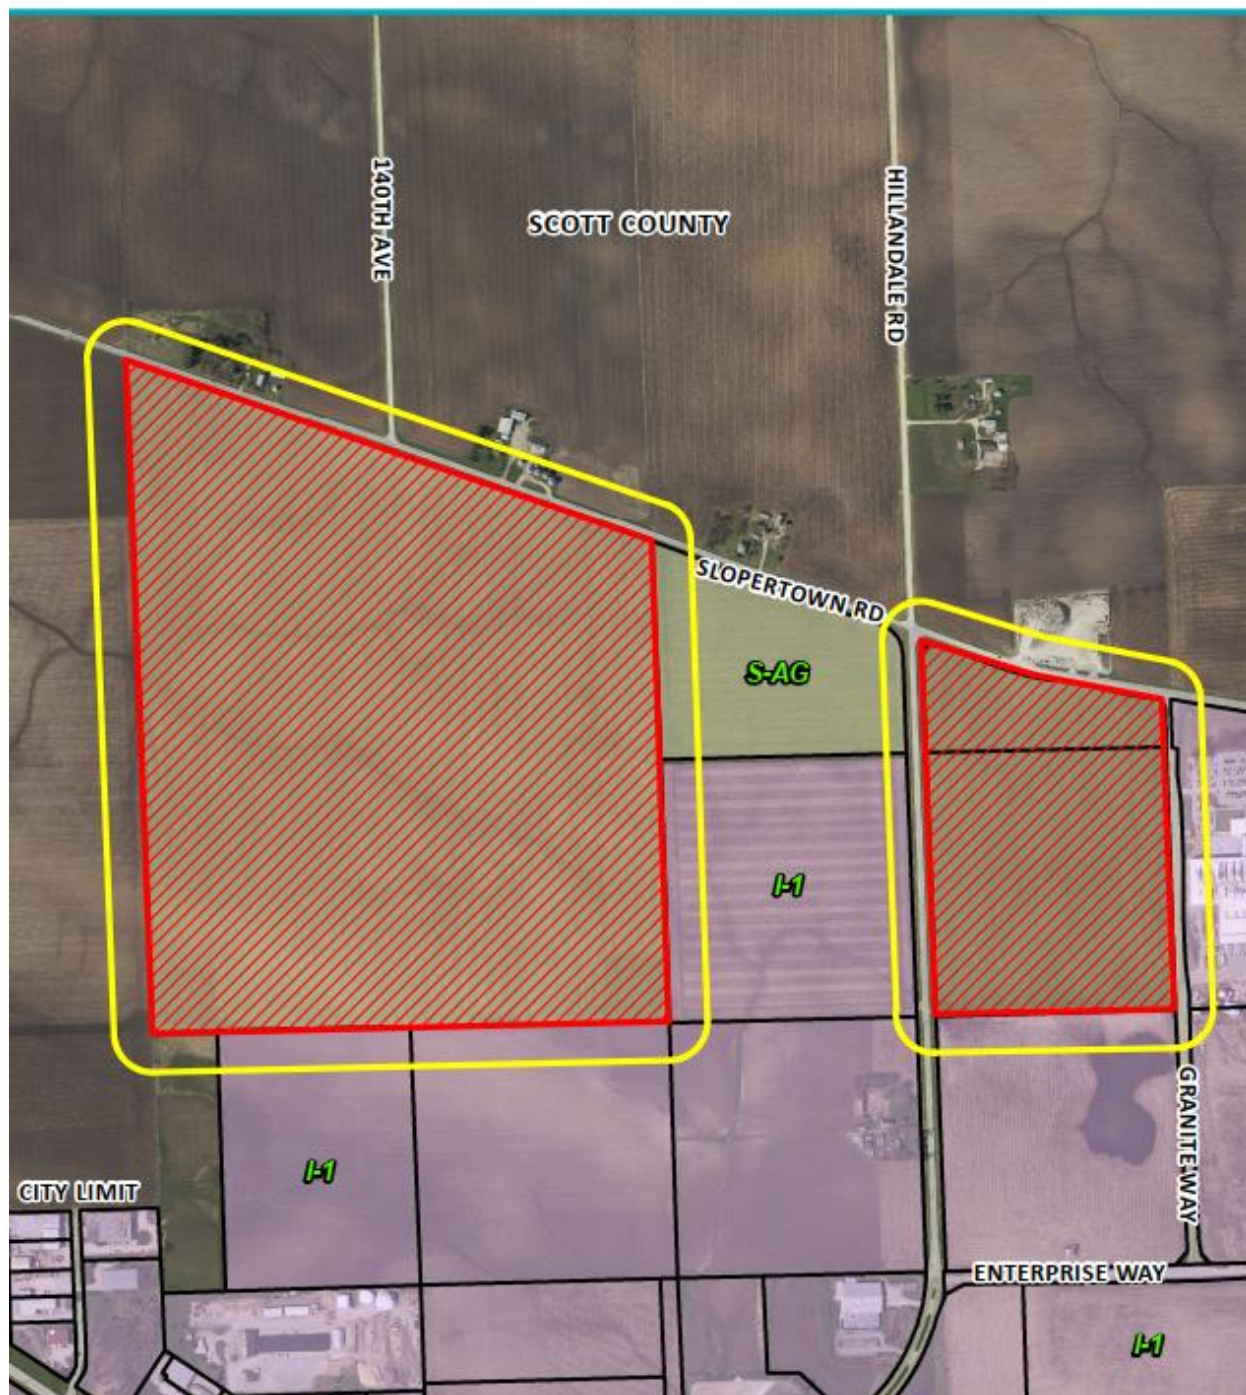 140TH AVE
SCOTT COUNTY
HILLANDALE RD
SLOPERTOWN RD
S-AG
I-1
GRANITE WAY
I-1
CITY LIMIT
ENTERPRISE WAY
I-1